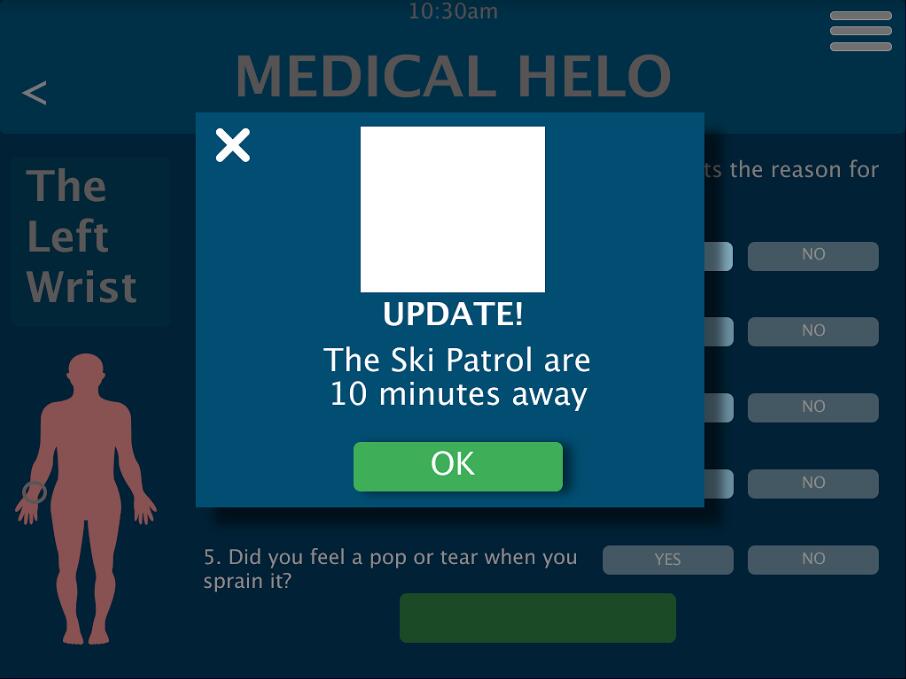 10:30am
MEDICAL HELO
<
The
Left
Wrist
ts the reason for
UPDATE!
The Ski Patrol are
10 minutes away
OK
NO
NO
NO
NO
5. Did you feel a pop or tear when you
sprain it?
YES
NO